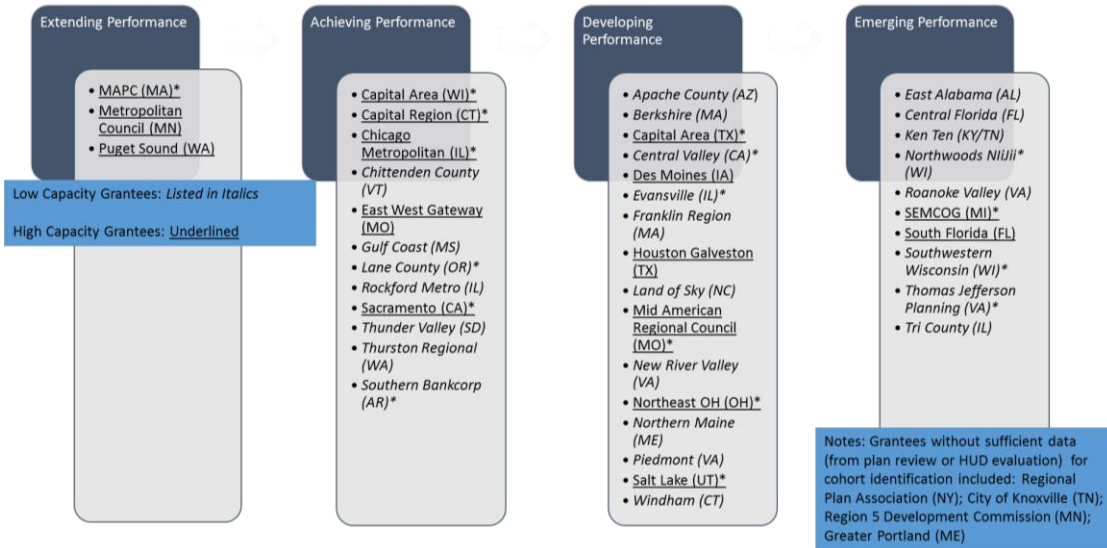 Extending Performance
• MAPC (MA)*
• Metropolitan
Council (MN)
• Puget Sound (WA)
Low Capacity Grantees: Listed in Italics
High Capacity Grantees: Underlined
Achieving Performance
• Capital Area (WI)*
• Capital Region (CT)*
• Chicago
Metropolitan (IL)*
• Chittenden County
(VT)
• East West Gateway
(MO)
• Gulf Coast (MS)
• Lane County (OR)*
• Rockford Metro (IL)
• Sacramento (CA)*
• Thunder Valley (SD)
• Thurston Regional
(WA)
• Southern Bankcorp
(AR)*
Developing
Performance
• Apache County (AZ)
• Berkshire (MA)
• Capital Area (TX)*
• Central Valley (CA)*
• Des Moines (IA)
• Evansville (IL)*
• Franklin Region
(MA)
• Houston Galveston
(TX)
• Land of Sky (NC)
• Mid American
Regional Council
(MO)*
• New River Valley
(VA)
• Northeast OH (OH)*
• Northern Maine
(ME)
• Piedmont (VA)
• Salt Lake (UT)*
• Windham (CT)
Emerging Performance
• East Alabama (AL)
• Central Florida (FL)
• Ken Ten (KY/TN)
• Northwoods NIiJii*
(WI)
• Roanoke Valley (VA)
• SEMCOG (MI)*
• South Florida (FL)
• Southwestern
Wisconsin (WI)*
• Thomas Jefferson
Planning (VA)*
• Tri County (IL)
Notes: Grantees without sufficient data
(from plan review or HUD evaluation) for
cohort identification included: Regional
Plan Association (NY); City of Knoxville (TN);
Region 5 Development Commission (MN);
Greater Portland (ME)